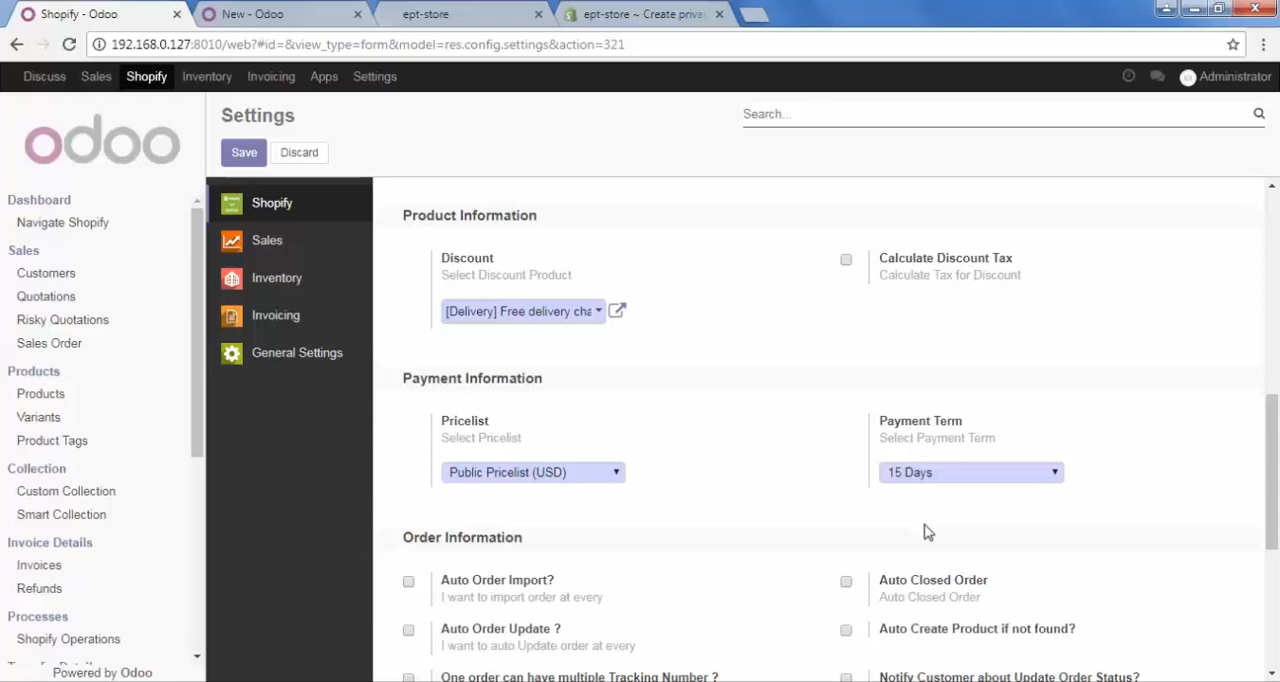 Shopify - Odoo
New - Odoo
ept-store
ept-store ~ Create priva
192.168.0.127:8010/web?#id=&view_type=form&model=res.config.settings&action=321
Discuss Sales Shopify Inventory Invoicing Apps Settings
Administrator
odoo
Settings
Search...
Save Discard
Dashboard
Navigate Shopify
Sales
Customers
Quotations
Risky Quotations
Sales Order
Products
Products
Variants
Product Tags
Collection
Custom Collection
Smart Collection
Invoice Details
Invoices
Refunds
Processes
Shopify Operations
Powered by Odoo
Shopify
Sales
Inventory
Invoicing
General Settings
Product Information
Discount
Select Discount Product
[Delivery] Free delivery cha
Calculate Discount Tax
Calculate Tax for Discount
Payment Information
Pricelist
Select Pricelist
Public Pricelist (USD)
Payment Term
Select Payment Term
15 Days
Order Information
Auto Order Import?
I want to import order at every
Auto Closed Order
Auto Closed Order
Auto Order Update ?
I want to auto Update order at every
Auto Create Product if not found?
One order can have multiple Tracking Number ?
Notify Customer about Update Order Status?